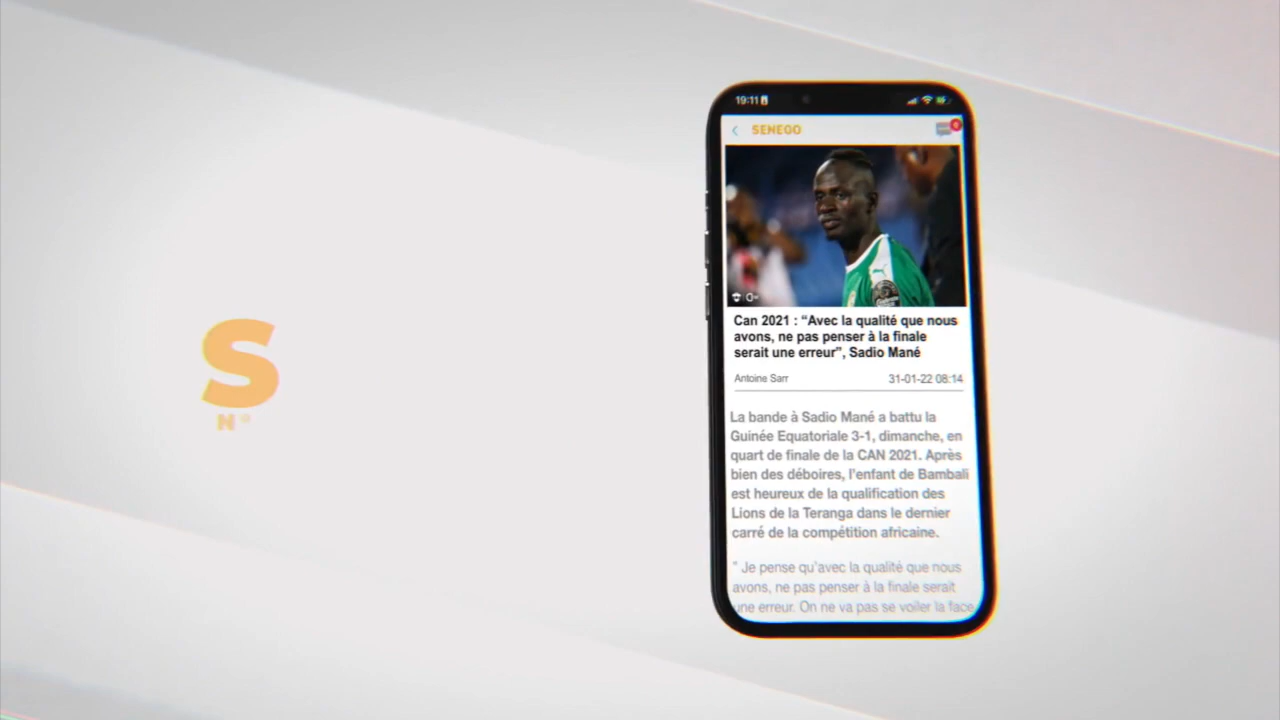 19:11
SENEGO
Can 2021 : “Avec la qualité que nous
avons, ne pas penser à la finale
serait une erreur”, Sadio Mané
Antoine Sarr 31-01-22 08:14
La bande à Sadio Mané a battu la
Guinée Equatoriale 3-1, dimanche, en
quart de finale de la CAN 2021. Après
bien des déboires, l'enfant de Bambali
est heureux de la qualification des
Lions de la Teranga dans le dernier
carré de la compétition africaine.
" Je pense qu'avec la qualité que nous
avons, ne pas penser à la finale serait
une erreur. On ne va pas se voiler la face
S
N°